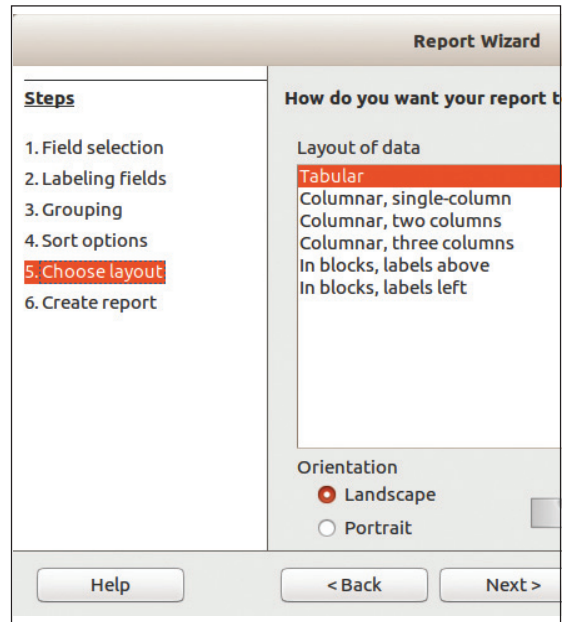 Report Wizard
Steps
1. Field selection
2. Labeling fields
3. Grouping
4. Sort options
5. Choose layout
6. Create report
How do you want your report t
Layout of data
Tabular
Columnar, single-column
Columnar, two columns
Columnar, three columns
In blocks, labels above
In blocks, labels left
Orientation
Landscape
Portrait
Help
< Back
Next >